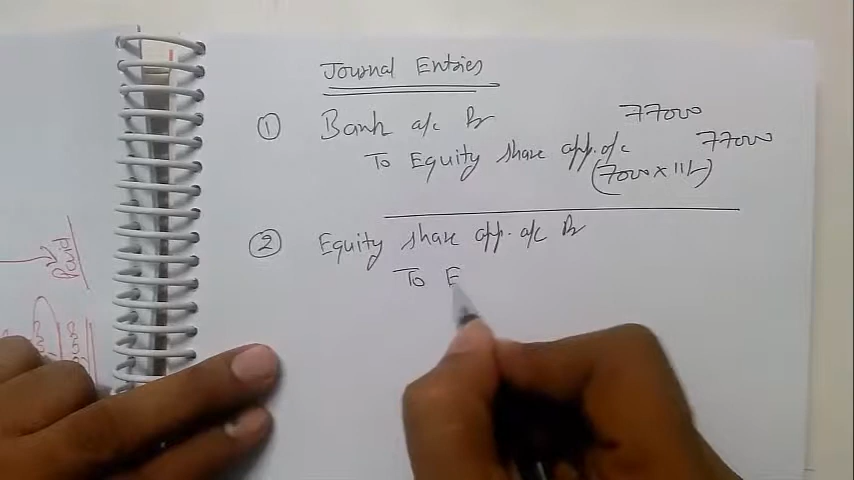 Journal Entries
① Bank a/c Dr 77000
To Equity share app. a/c 77000
(7000 x 11/-)
② Equity share app. a/c Dr
To E
Paid